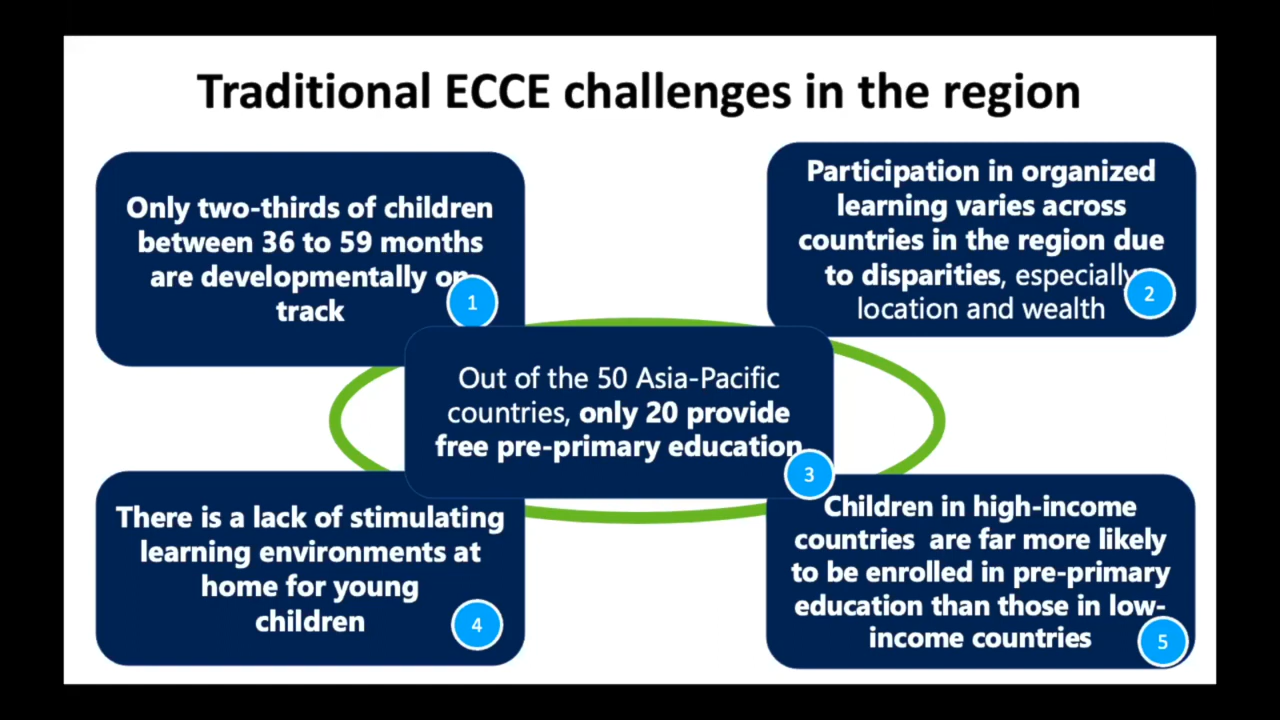 Traditional ECCE challenges in the region
Only two-thirds of children
between 36 to 59 months
are developmentally on
track
1
Participation in organized
learning varies across
countries in the region due
to disparities, especially
location and wealth
2
Out of the 50 Asia-Pacific
countries, only 20 provide
free pre-primary education.
3
There is a lack of stimulating
learning environments at
home for young
children
4
Children in high-income
countries are far more likely
to be enrolled in pre-primary
education than those in low-
income countries
5